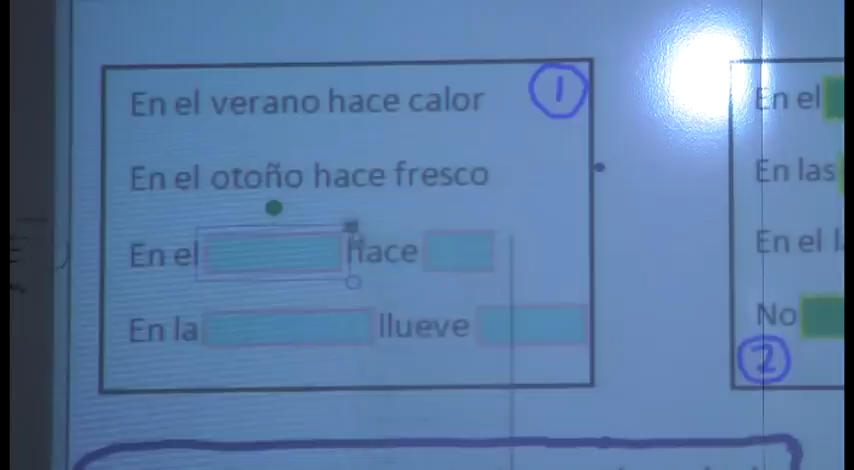 En el verano hace calor
1
En el otoño hace fresco
En el hace
En la llueve
En el
En las
En el
No
2